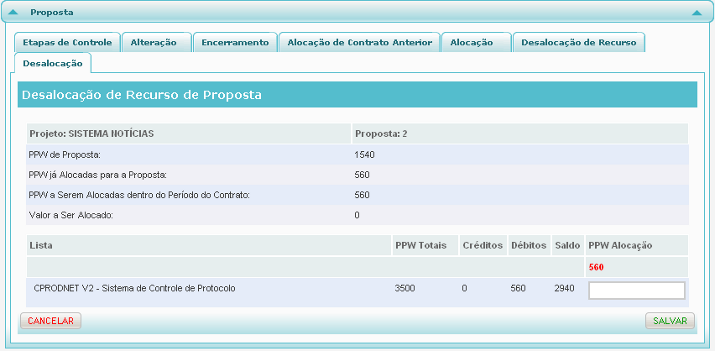 Proposta
Etapas de Controle Alteração Encerramento Alocação de Contrato Anterior Alocação Desalocação de Recurso
Desalocação
Desalocação de Recurso de Proposta
Projeto: SISTEMA NOTÍCIAS Proposta: 2
PPW de Proposta: 1540
PPW já Alocadas para a Proposta: 560
PPW a Serem Alocadas dentro do Período do Contrato: 560
Valor a Ser Alocado: 0
Lista PPW Totais Créditos Débitos Saldo PPW Alocação
560
CPRODNET V2 - Sistema de Controle de Protocolo 3500 0 560 2940
CANCELAR SALVAR